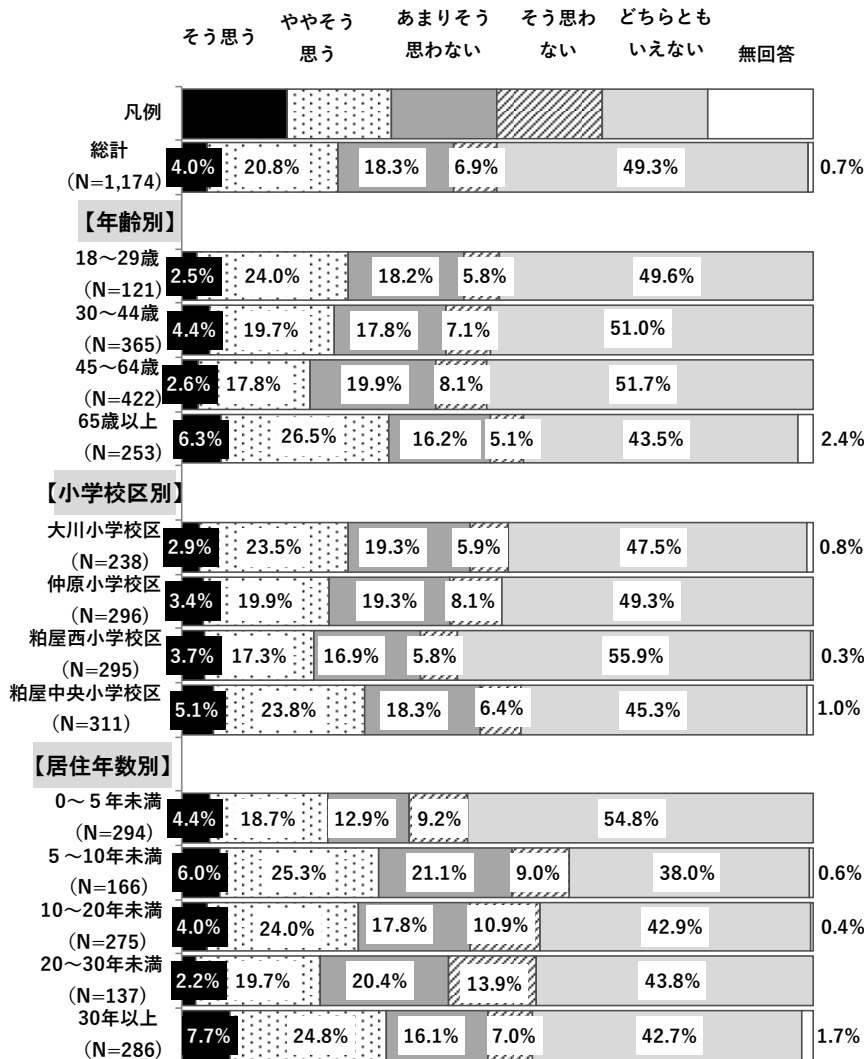 そう思う ややそう思う あまりそう思わない そう思わない どちらともいえない 無回答
凡例
総計
（N=1,174）
4.0% 20.8% 18.3% 6.9% 49.3% 0.7%
【年齢別】
18～29歳
（N=121）
2.5% 24.0% 18.2% 5.8% 49.6%
30～44歳
（N=365）
4.4% 19.7% 17.8% 7.1% 51.0%
45～64歳
（N=422）
2.6% 17.8% 19.9% 8.1% 51.7%
65歳以上
（N=253）
6.3% 26.5% 16.2% 5.1% 43.5% 2.4%
【小学校区別】
大川小学校区
（N=238）
2.9% 23.5% 19.3% 5.9% 47.5% 0.8%
仲原小学校区
（N=296）
3.4% 19.9% 19.3% 8.1% 49.3%
粕屋西小学校区
（N=295）
3.7% 17.3% 16.9% 5.8% 55.9% 0.3%
粕屋中央小学校区
（N=311）
5.1% 23.8% 18.3% 6.4% 45.3% 1.0%
【居住年数別】
0～５年未満
（N=294）
4.4% 18.7% 12.9% 9.2% 54.8%
５～10年未満
（N=166）
6.0% 25.3% 21.1% 9.0% 38.0% 0.6%
10～20年未満
（N=275）
4.0% 24.0% 17.8% 10.9% 42.9% 0.4%
20～30年未満
（N=137）
2.2% 19.7% 20.4% 13.9% 43.8%
30年以上
（N=286）
7.7% 24.8% 16.1% 7.0% 42.7% 1.7%